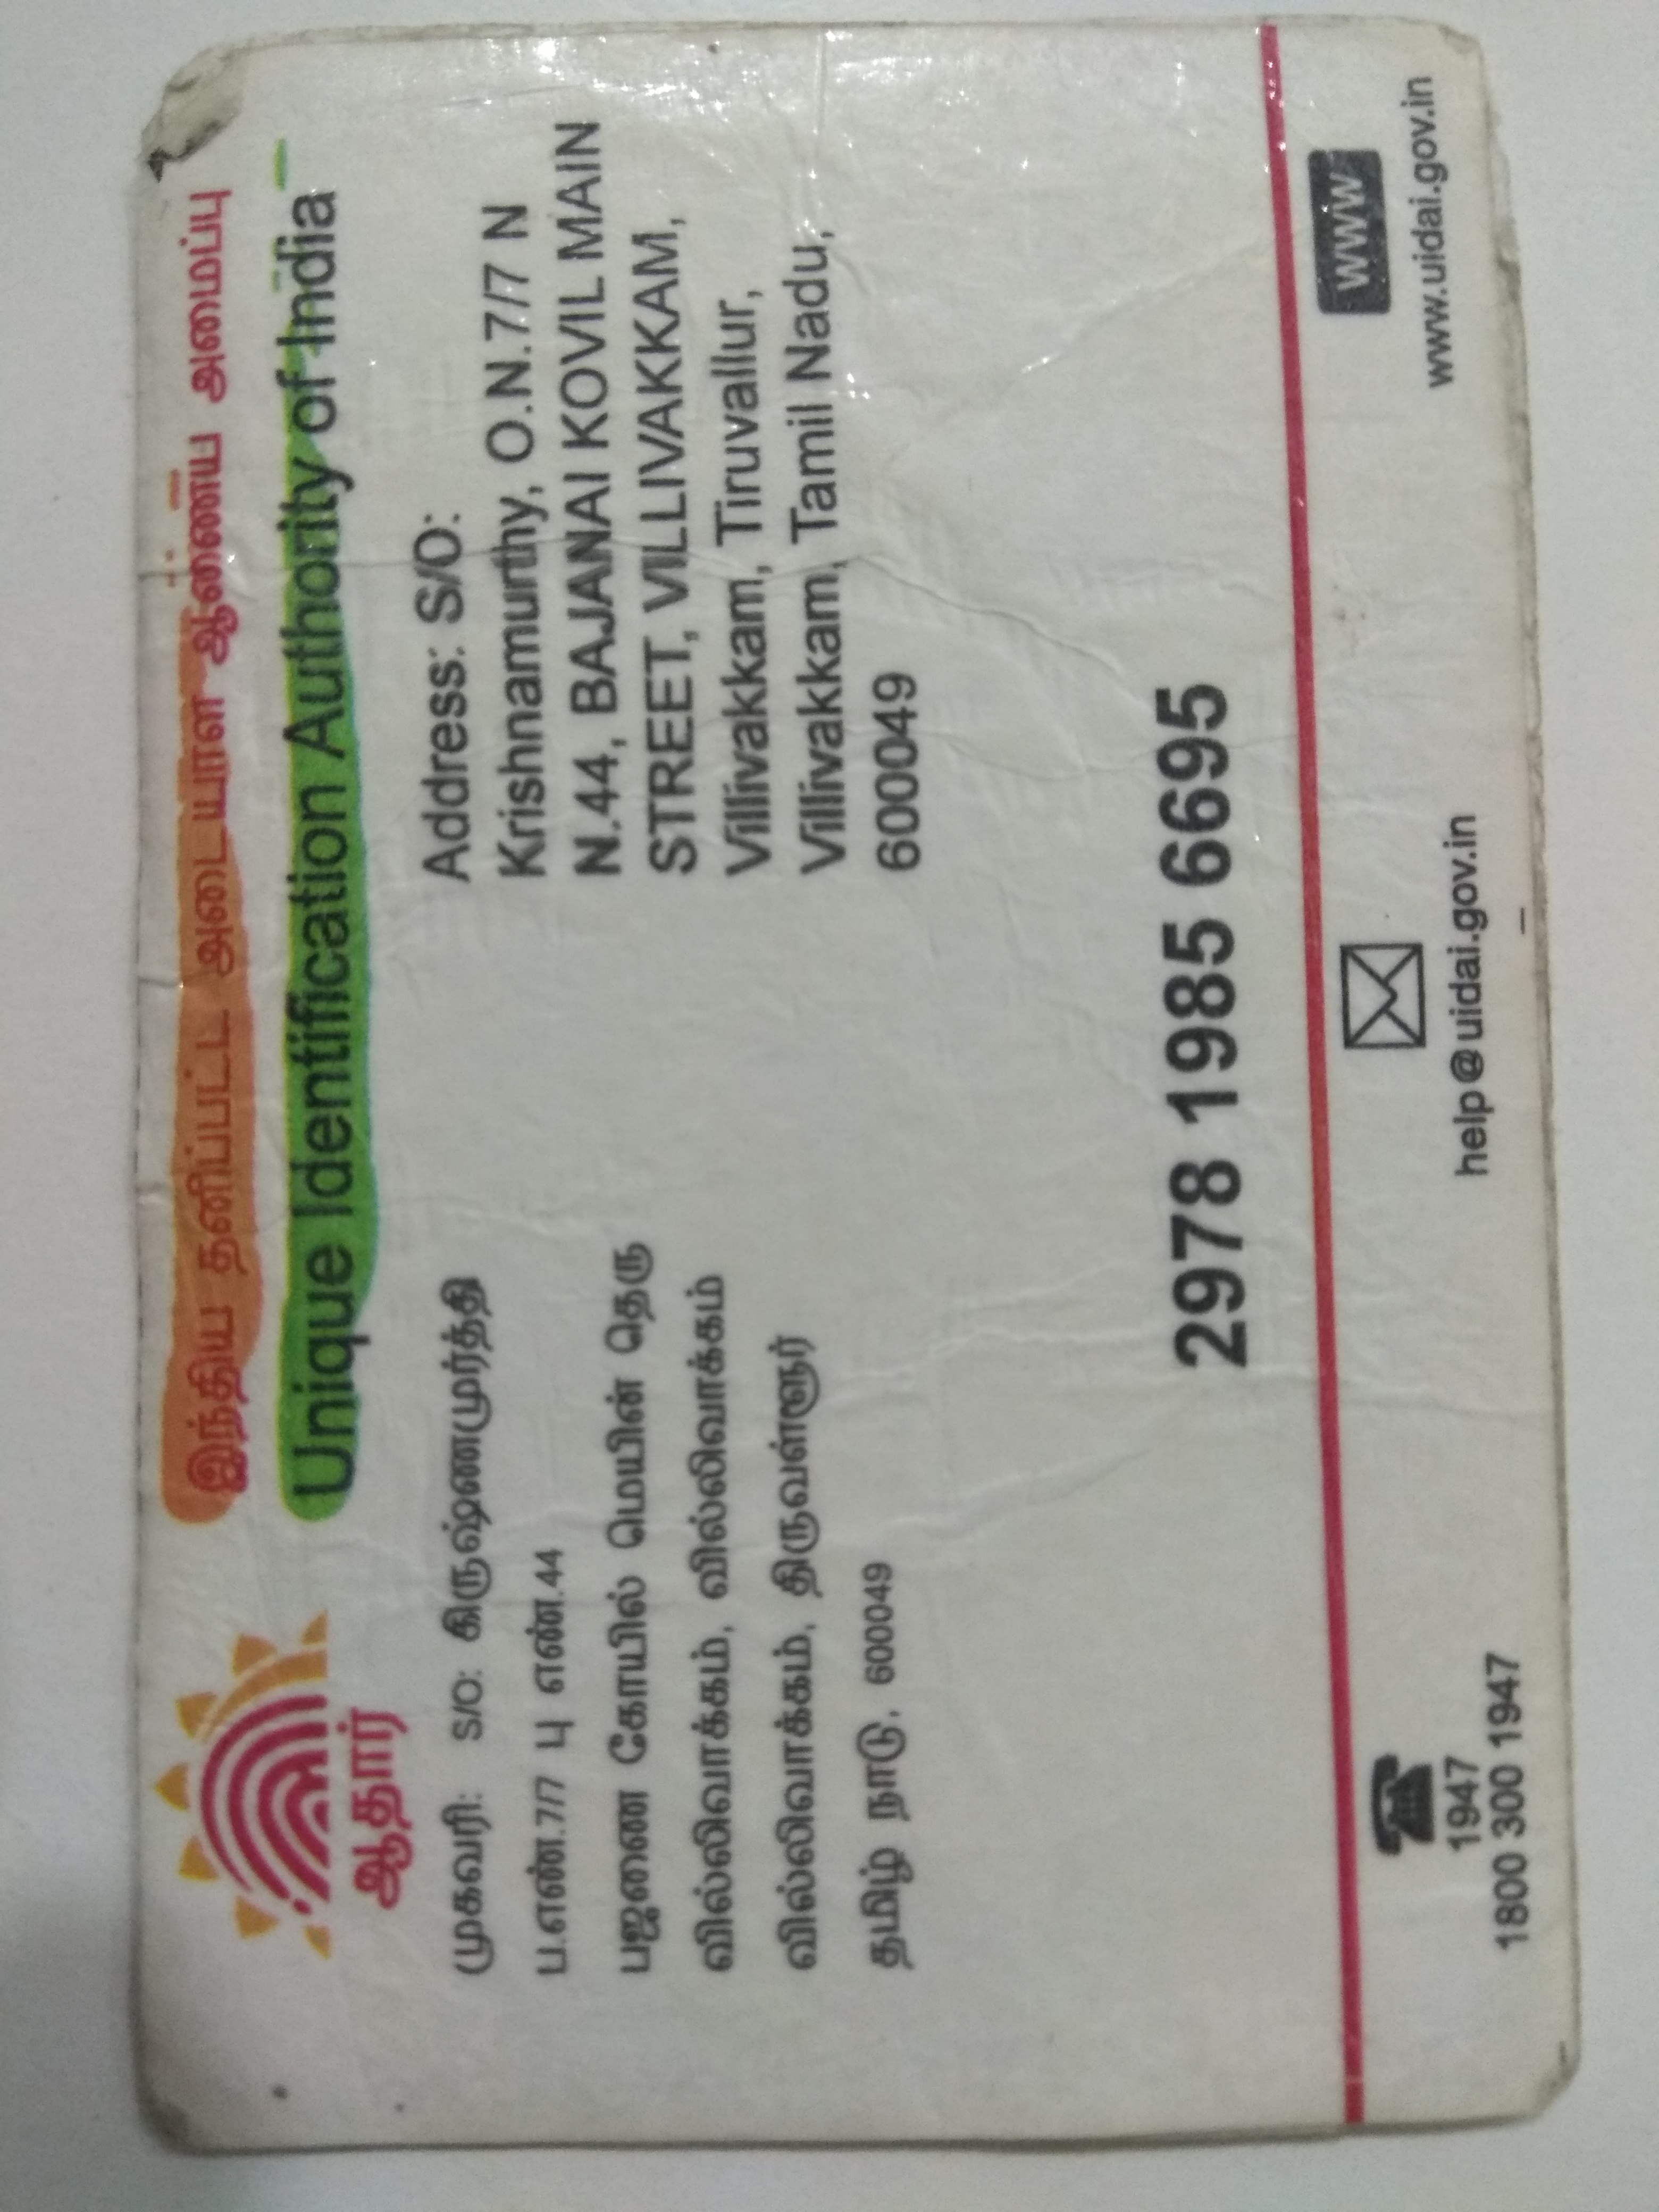 இந்திய தனிப்பட்ட அடையாள ஆணைய அமைப்பு
Unique Identification Authority of India
ஆதார்
முகவரி: S/O: கிருஷ்ணமுர்த்தி
ப.எண்.7/7 பு எண்.44
பஜனை கோயில் மெயின் தெரு
வில்லிவாக்கம், வில்லிவாக்கம்
வில்லிவாக்கம், திருவள்ளூர்
தமிழ் நாடு, 600049
Address: S/O:
Krishnamurthy, O.N.7/7 N
N.44, BAJANAI KOVIL MAIN
STREET, VILLIVAKKAM,
Villivakkam, Tiruvallur,
Villivakkam, Tamil Nadu,
600049
2978 1985 6695
1947
1800 300 1947
help@uidai.gov.in
www
www.uidai.gov.in